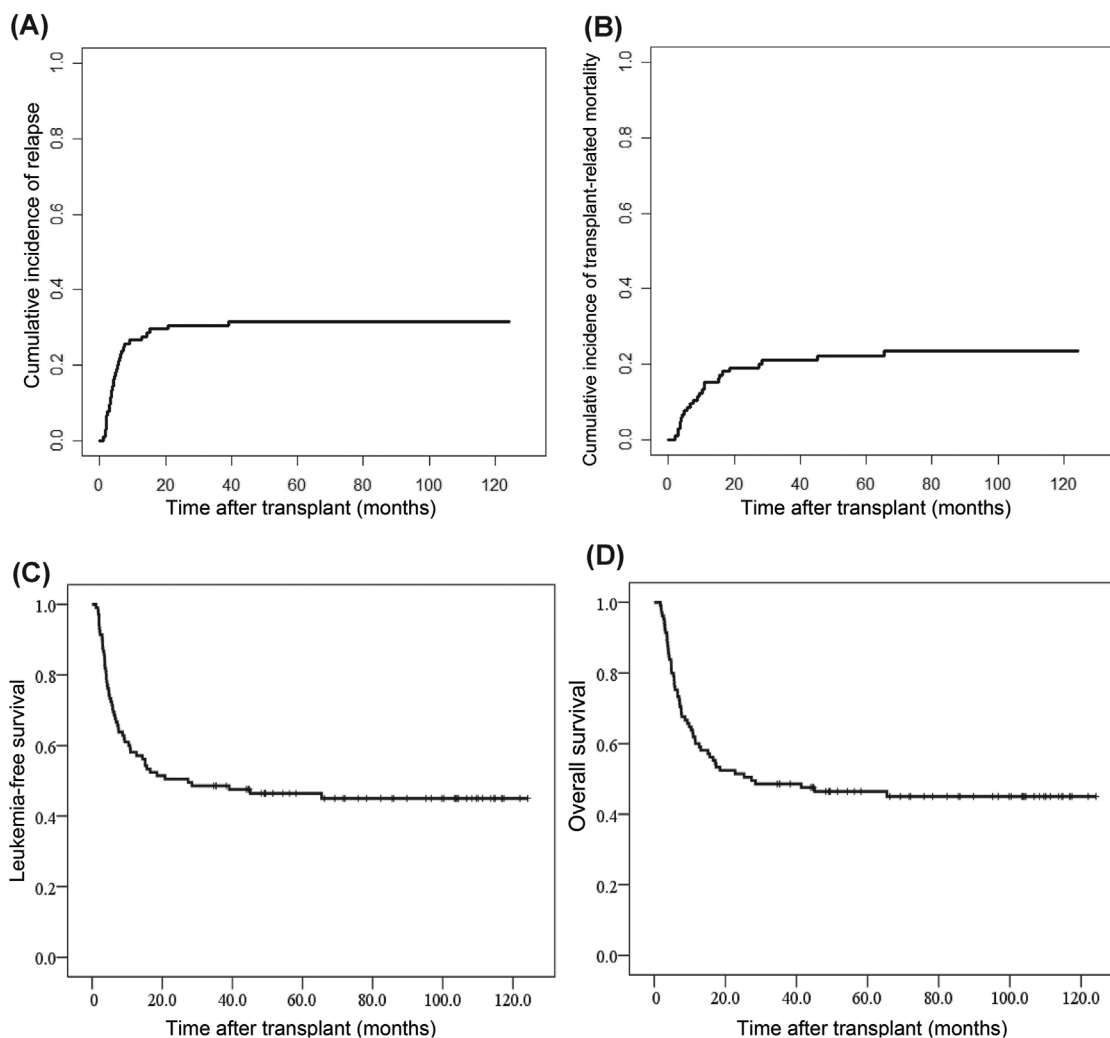 (A)
Cumulative incidence of relapse
1.0
0.8
0.6
0.4
0.2
0.0
0 20 40 60 80 100 120
Time after transplant (months)
(B)
Cumulative incidence of transplant-related mortality
1.0
0.8
0.6
0.4
0.2
0.0
0 20 40 60 80 100 120
Time after transplant (months)
(C)
Leukemia-free survival
1.0
0.8
0.6
0.4
0.2
0.0
0 20.0 40.0 60.0 80.0 100.0 120.0
Time after transplant (months)
(D)
Overall survival
1.0
0.8
0.6
0.4
0.2
0.0
0 20.0 40.0 60.0 80.0 100.0 120.0
Time after transplant (months)